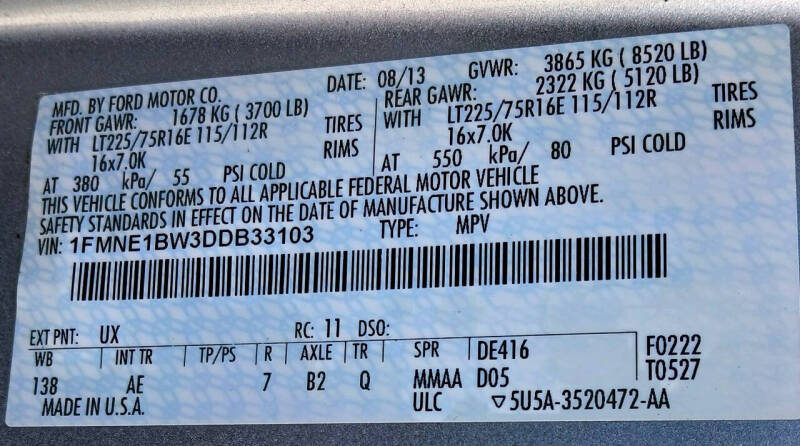 MFD. BY FORD MOTOR CO. DATE: 08/13 GVWR: 3865 KG ( 8520 LB)
FRONT GAWR: 1678 KG ( 3700 LB) REAR GAWR: 2322 KG ( 5120 LB)
WITH LT225/75R16E 115/112R TIRES WITH LT225/75R16E 115/112R TIRES
16x7.0K RIMS 16x7.0K RIMS
AT 380 kPa/ 55 PSI COLD AT 550 kPa/ 80 PSI COLD
THIS VEHICLE CONFORMS TO ALL APPLICABLE FEDERAL MOTOR VEHICLE
SAFETY STANDARDS IN EFFECT ON THE DATE OF MANUFACTURE SHOWN ABOVE.
VIN: 1FMNE1BW3DDB33103 TYPE: MPV
EXT PNT: UX RC: 11 DSO:
WB INT TR TP/PS R AXLE TR SPR DE416 F0222
138 AE 7 B2 Q MMAA D05 T0527
MADE IN U.S.A. ULC ▽5U5A-3520472-AA